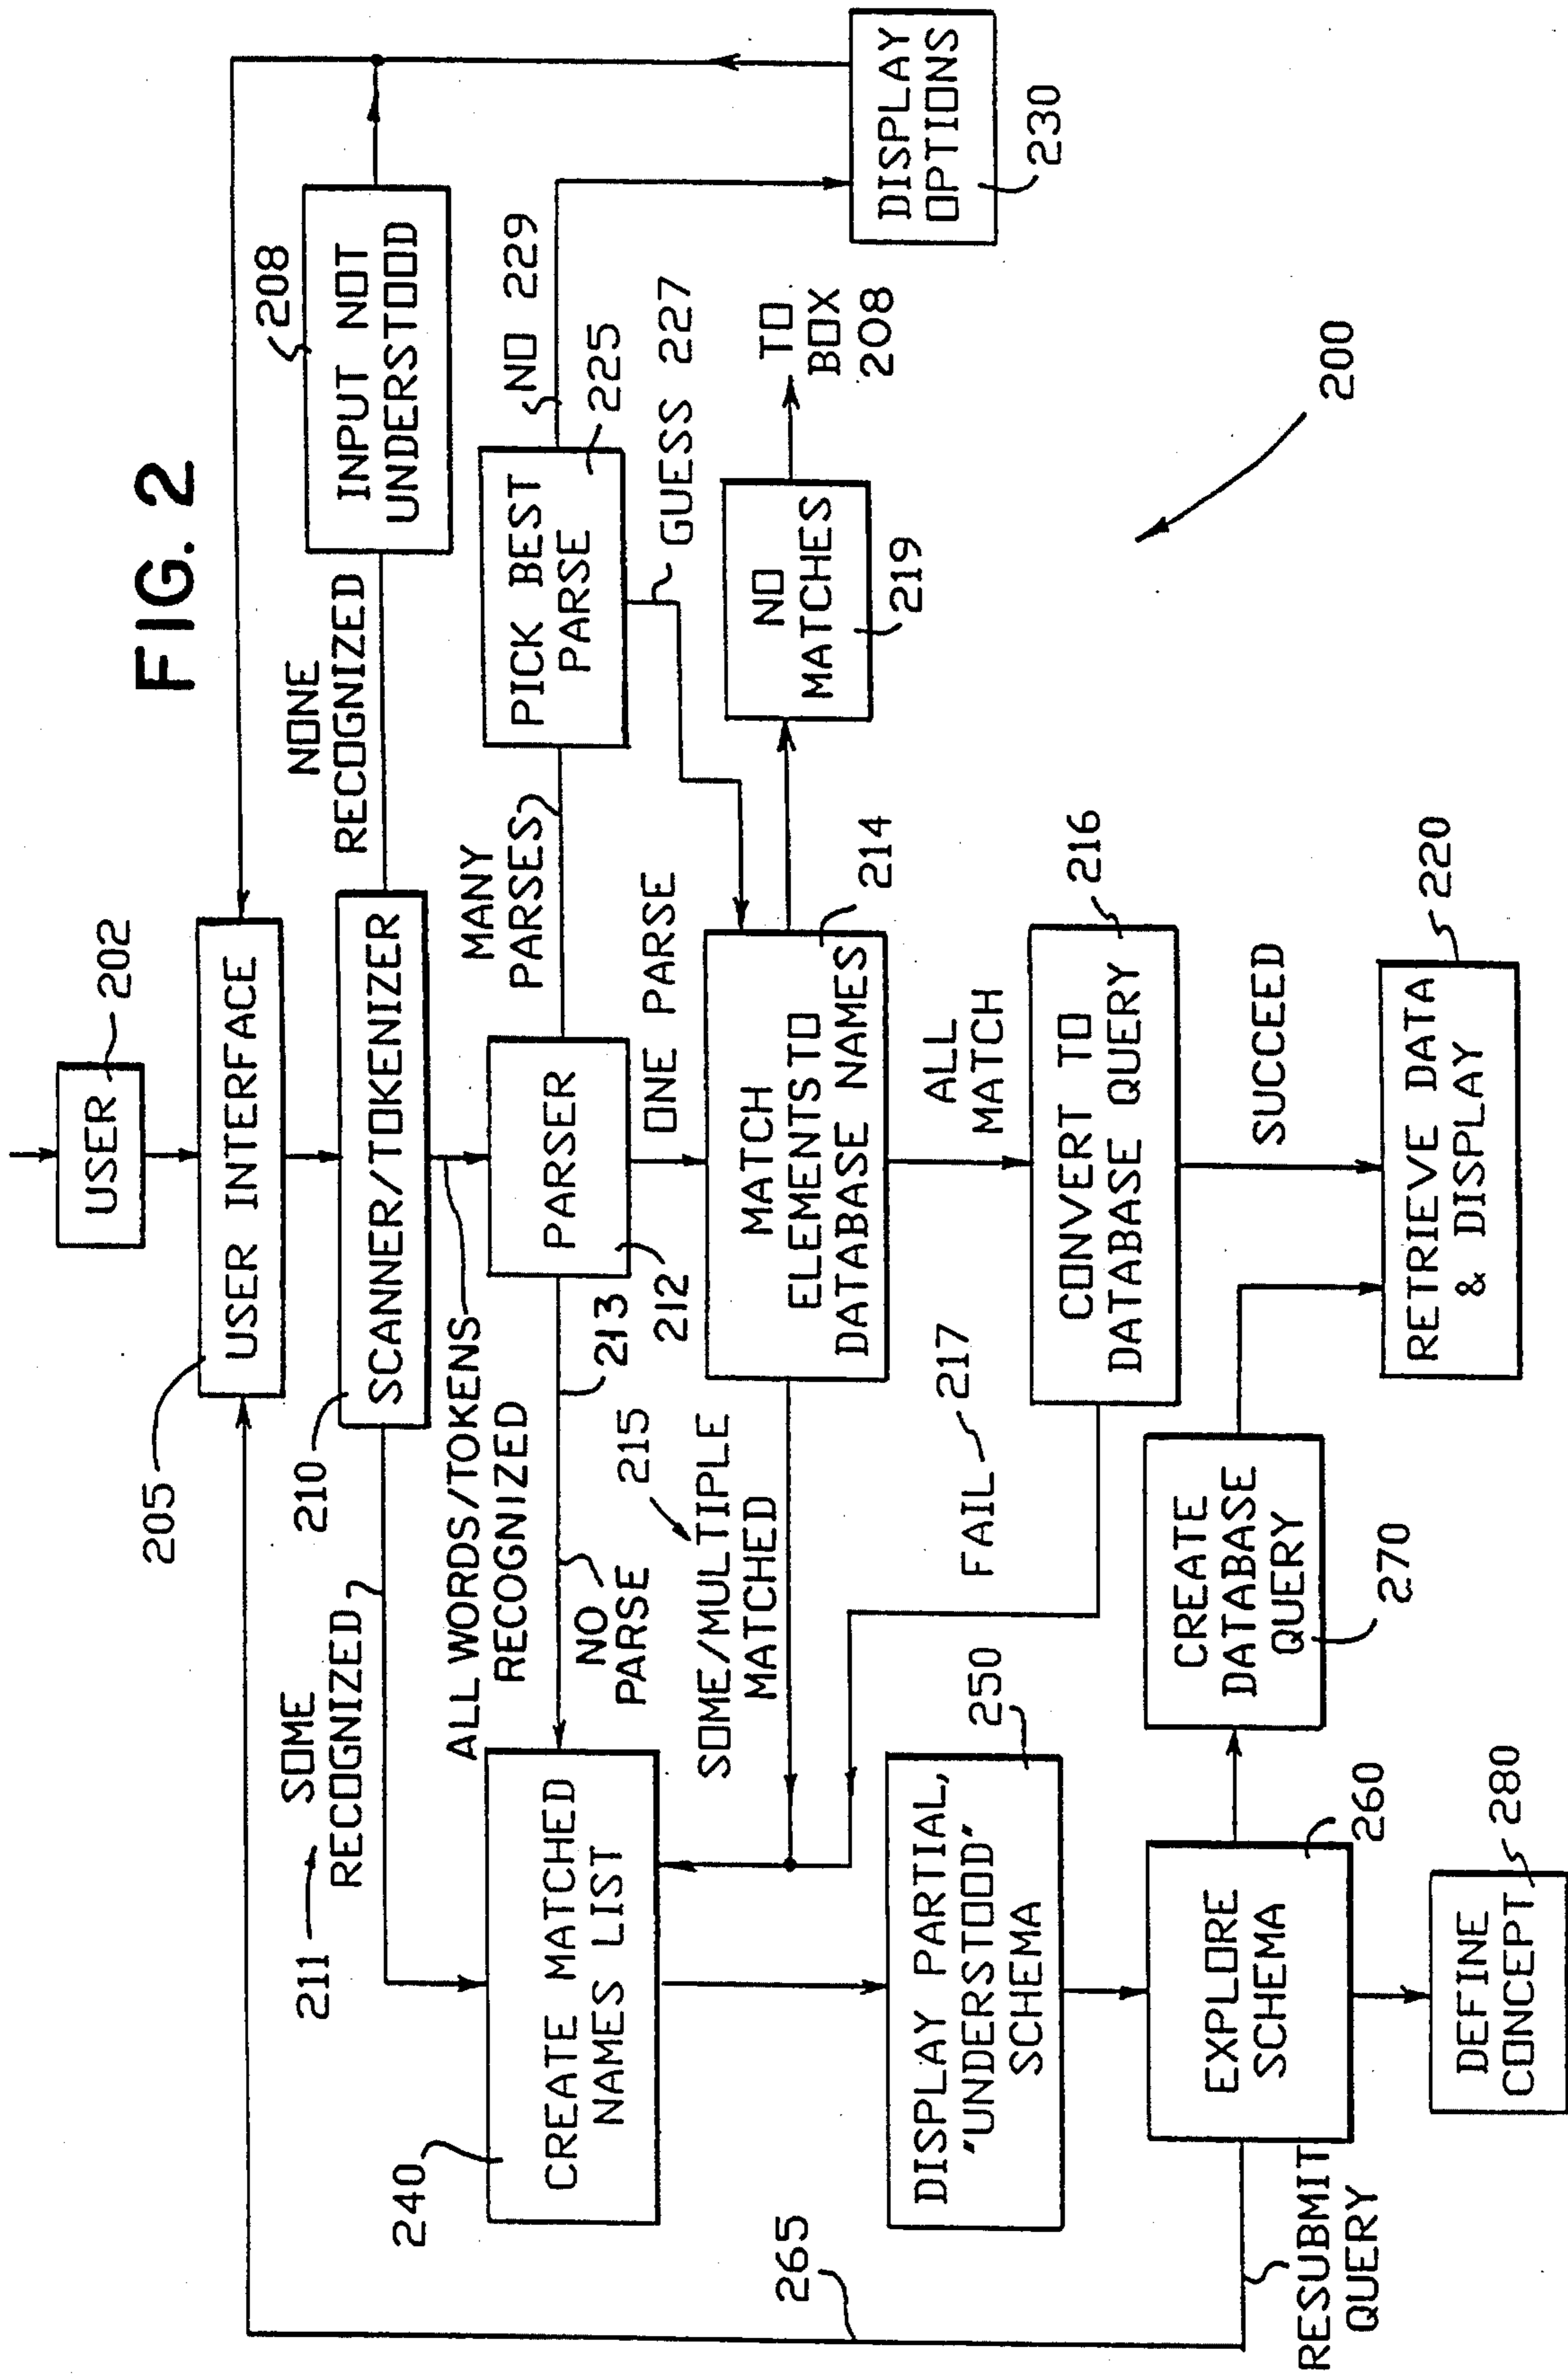 FIG. 2
USER
202
205
USER INTERFACE
208
INPUT NOT
UNDERSTOOD
NONE
RECOGNIZED
210
SCANNER/TOKENIZER
211
SOME
RECOGNIZED
ALL WORDS/TOKENS
RECOGNIZED
PARSER
212
213
NO
PARSE
MANY
PARSES
PICK BEST
PARSE
225
NO 229
GUESS 227
DISPLAY
OPTIONS
230
ONE PARSE
240
CREATE MATCHED
NAMES LIST
215
SOME/MULTIPLE
MATCHED
MATCH
ELEMENTS TO
DATABASE NAMES
214
NO
MATCHES
219
TO
BOX
208
ALL
MATCH
FAIL
217
CONVERT TO
DATABASE QUERY
216
DISPLAY PARTIAL,
"UNDERSTOOD"
SCHEMA
250
200
SUCCEED
265
EXPLORE
SCHEMA
260
CREATE
DATABASE
QUERY
270
RETRIEVE DATA
& DISPLAY
220
RESUBMIT
QUERY
DEFINE
CONCEPT
280